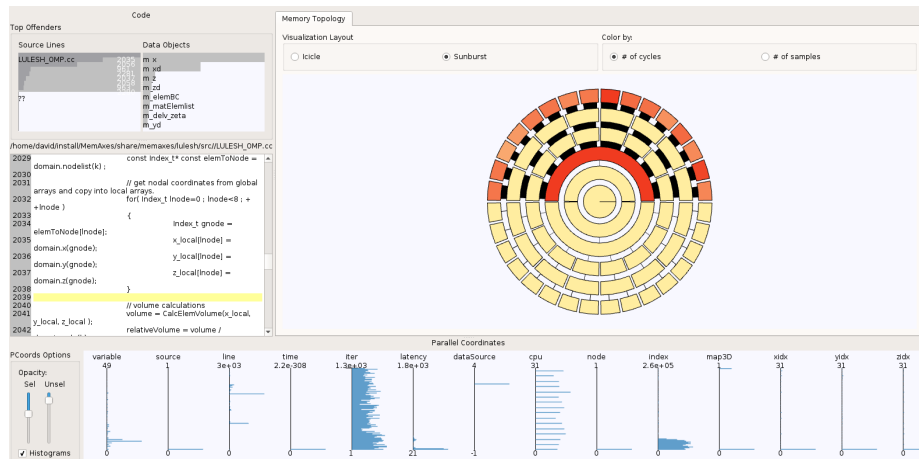 Code
Top Offenders
Source Lines
Data Objects
LULESH_OMP.cc
2035
??
m_x
m_xd
m_z
m_zd
m_elemBC
m_matElemlist
m_delv_zeta
m_yd
/home/david/install/MemAxes/share/memaxes/lulesh/src//LULESH_OMP.cc
2029 const Index_t* const elemToNode =
domain.nodelist(k) ;
2030
2031 // get nodal coordinates from global
arrays and copy into local arrays.
2032 for( Index_t lnode=0 ; lnode<8 ; +
+lnode )
2033 {
2034 Index_t gnode =
elemToNode[lnode];
2035 x_local[lnode] =
domain.x(gnode);
2036 y_local[lnode] =
domain.y(gnode);
2037 z_local[lnode] =
domain.z(gnode);
2038 }
2039
2040 // volume calculations
2041 volume = CalcElemVolume(x_local,
y_local, z_local );
2042 relativeVolume = volume /
Memory Topology
Visualization Layout
Icicle
Sunburst
Color by:
# of cycles
# of samples
Parallel Coordinates
PCoords Options
Opacity:
Sel Unsel
Histograms
variable source line time iter latency dataSource cpu node index map3D xidx yidx zidx
49 1 3e+03 2.2e-308 1.3e+03 1.8e+03 4 31 1 2.6e+05 1 31 31 31
0 0 0 0 1 21 -1 0 0 0 0 0 0 0